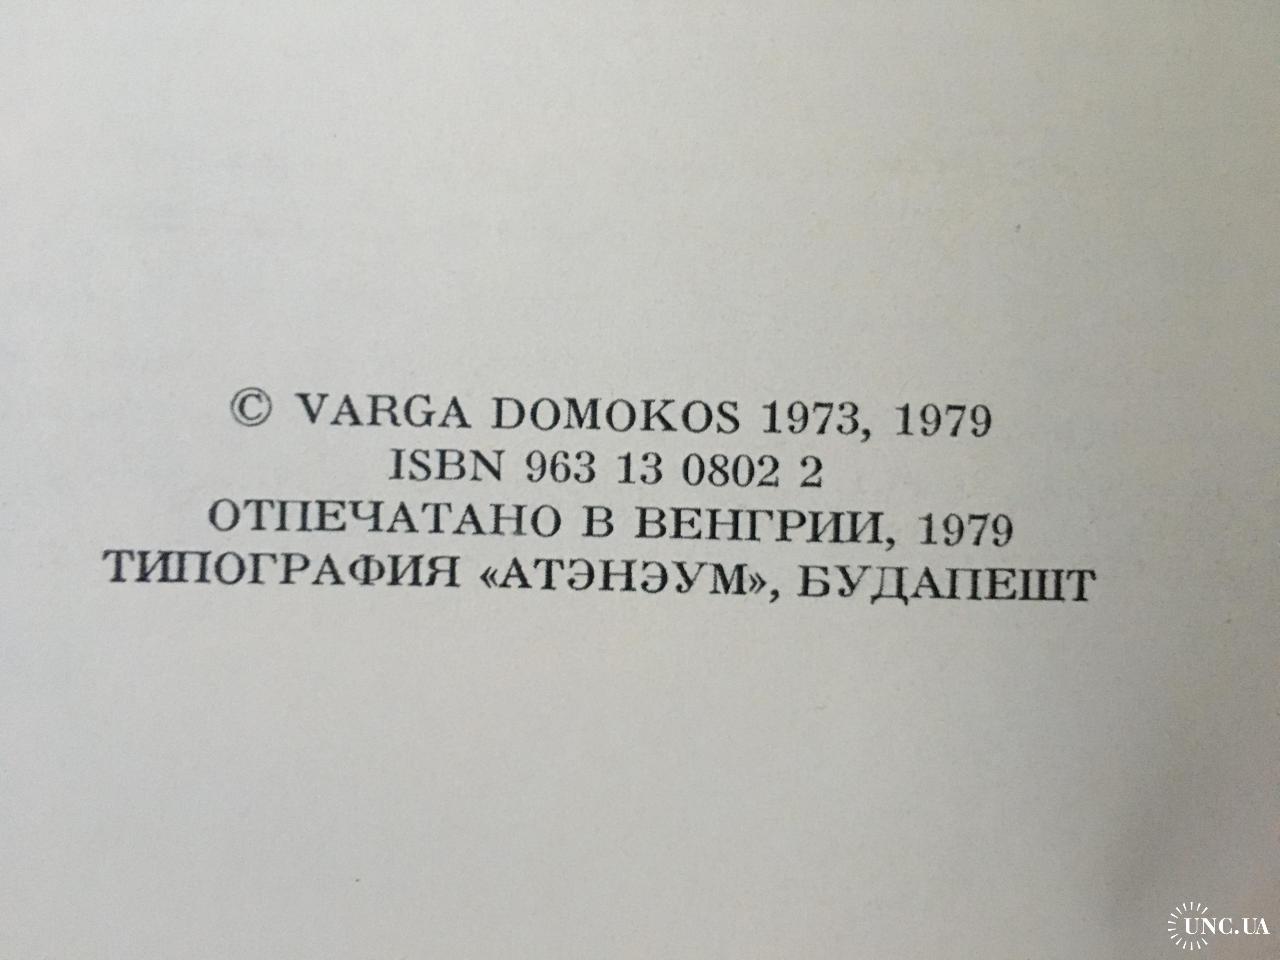 © VARGA DOMOKOS 1973, 1979
ISBN 963 13 0802 2
ОТПЕЧАТАНО В ВЕНГРИИ, 1979
ТИПОГРАФИЯ «АТЭНЭУМ», БУДАПЕШТ
UNC.UA